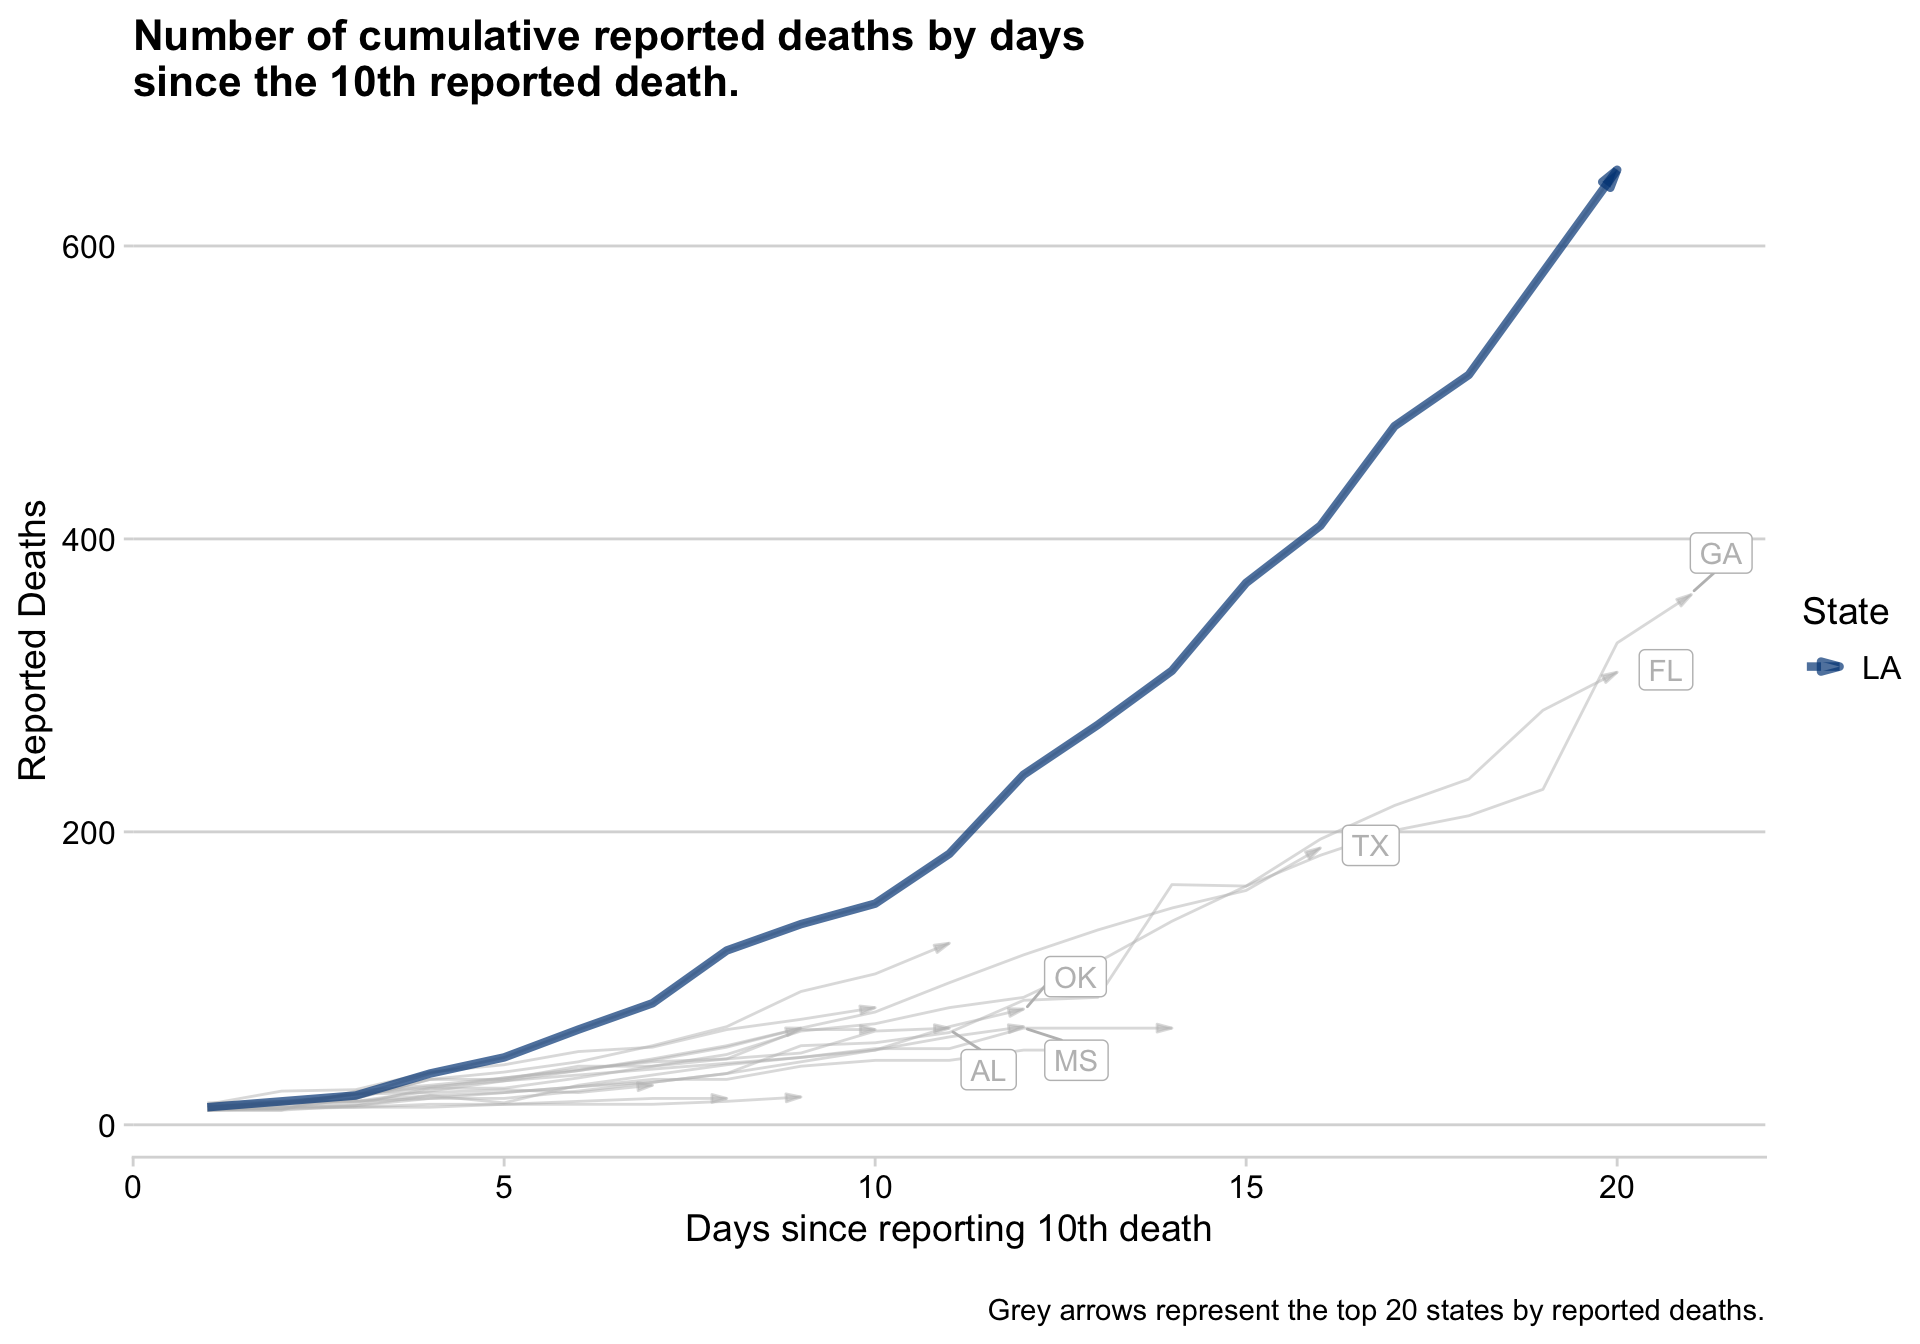 Number of cumulative reported deaths by days
since the 10th reported death.
600
400
200
0
Reported Deaths
GA
FL
TX
OK
AL
MS
State
LA
0 5 10 15 20
Days since reporting 10th death
Grey arrows represent the top 20 states by reported deaths.